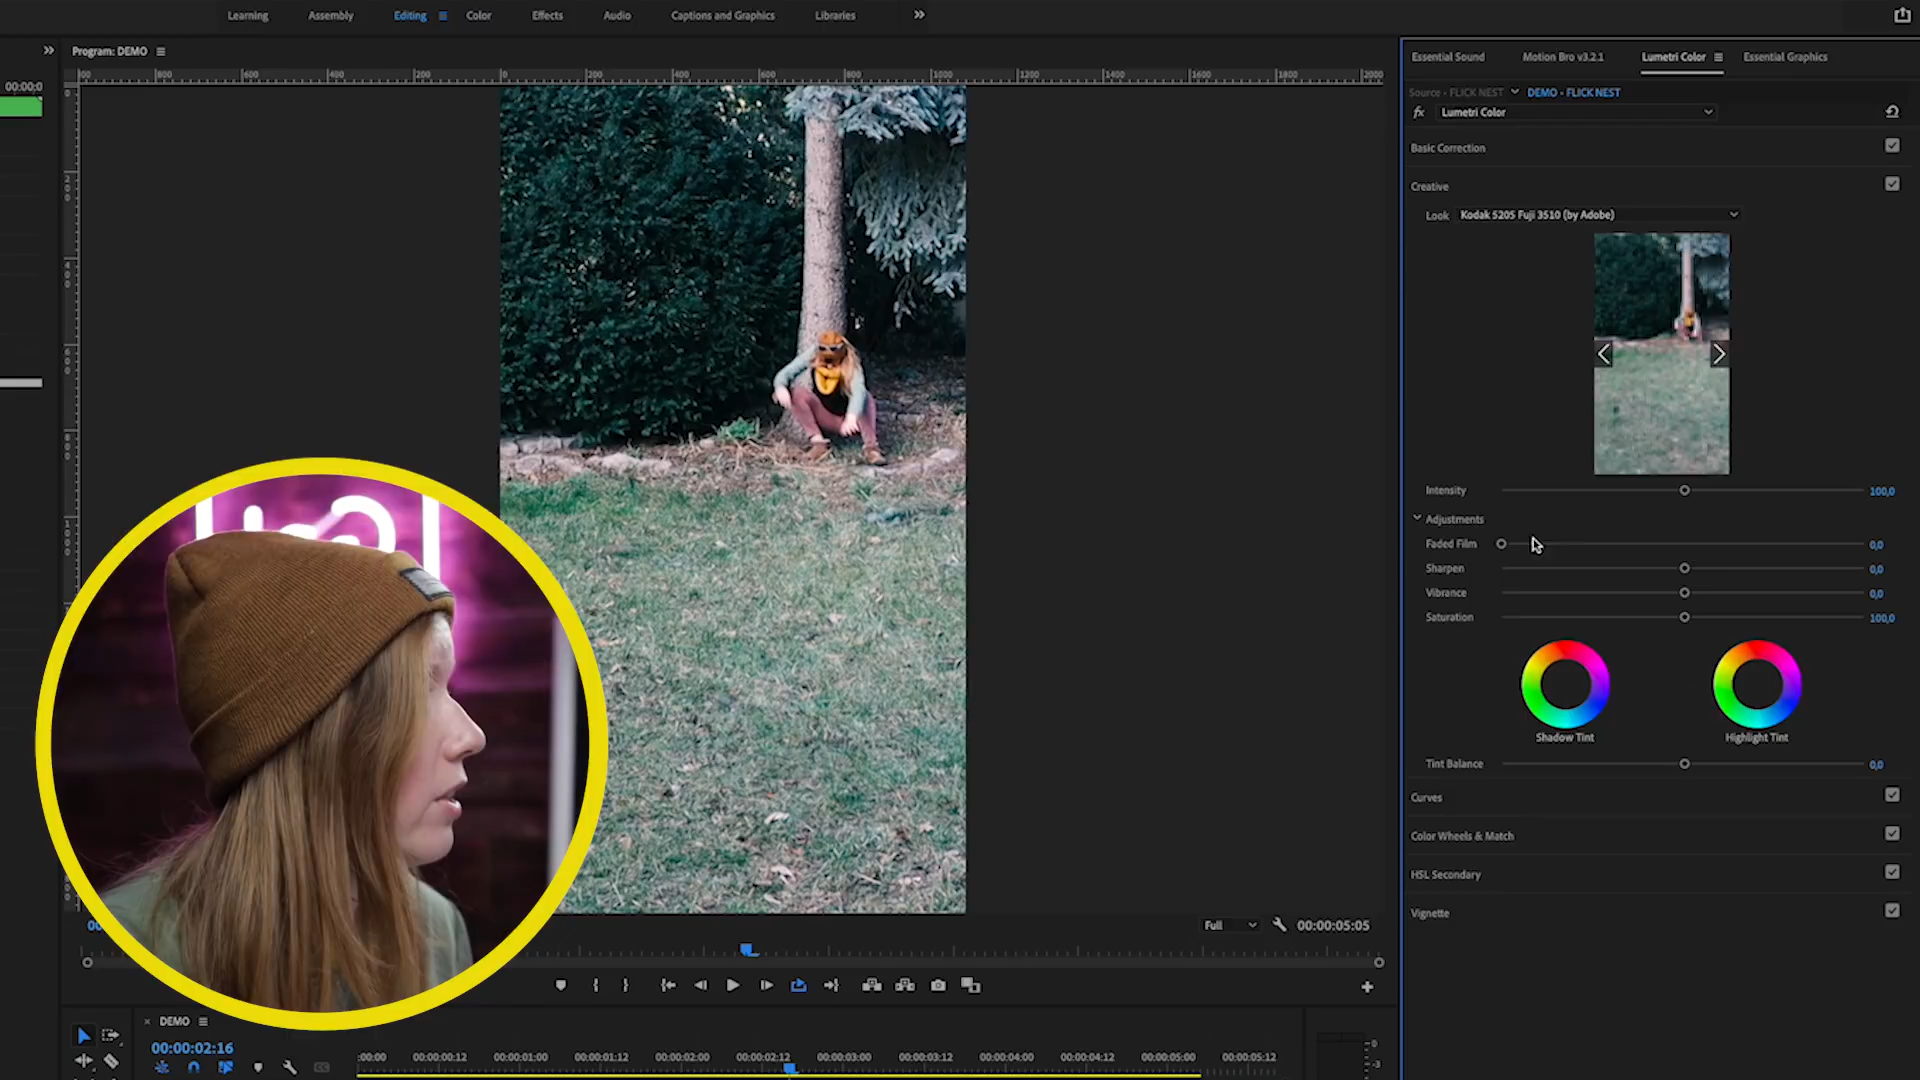 Learning Assembly Editing Color Effects Audio Captions and Graphics Libraries
Program: DEMO
Essential Sound Motion Bro v3.2.1 Lumetri Color Essential Graphics
00:00;0
Source • FLICK NEST DEMO • FLICK NEST
fx Lumetri Color
Basic Correction
Creative
Look Kodak 5205 Fuji 3510 (by Adobe)
Intensity 100,0
Adjustments
Faded Film 0,0
Sharpen 0,0
Vibrance 0,0
Saturation 100,0
Shadow Tint Highlight Tint
Tint Balance 0,0
Curves
Color Wheels & Match
HSL Secondary
Vignette
Full 00:00:05:05
DEMO
00:00:02:16
:00:00 00:00:00:12 00:00:01:00 00:00:01:12 00:00:02:00 00:00:02:12 00:00:03:00 00:00:03:12 00:00:04:00 00:00:04:12 00:00:05:00 00:00:05:12